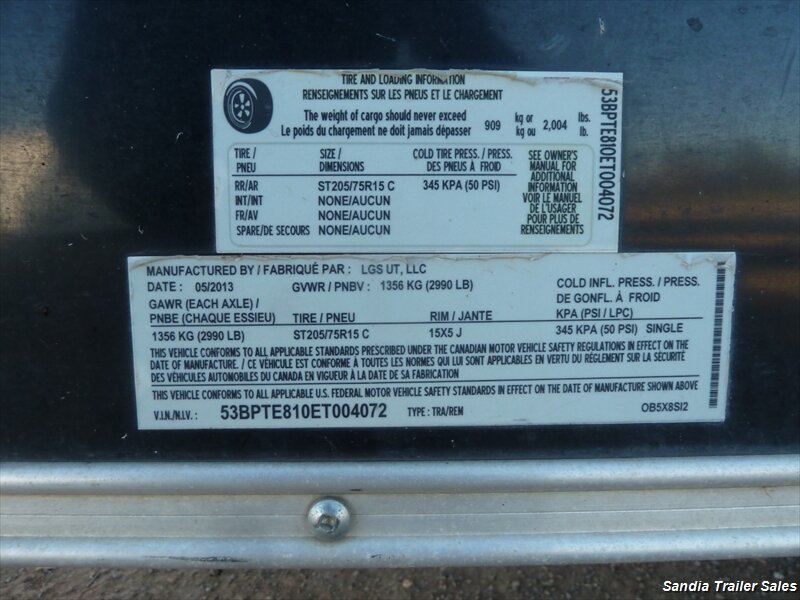 TIRE AND LOADING INFORMATION
RENSEIGNEMENTS SUR LES PNEUS ET LE CHARGEMENT
The weight of cargo should never exceed 909 kg or 2,004 lbs.
Le poids du chargement ne doit jamais dépasser kg ou lb.
TIRE / SIZE / COLD TIRE PRESS. / PRESS.
PNEU DIMENSIONS DES PNEUS À FROID
RR/AR ST205/75R15 C 345 KPA (50 PSI)
INT/INT NONE/AUCUN
FR/AV NONE/AUCUN
SPARE/DE SECOURS NONE/AUCUN
SEE OWNER'S
MANUAL FOR
ADDITIONAL
INFORMATION
VOIR LE MANUEL
DE L'USAGER
POUR PLUS DE
RENSEIGNEMENTS
53BPTE810ET004072
MANUFACTURED BY / FABRIQUÉ PAR : LGS UT, LLC
DATE : 05/2013 GVWR / PNBV : 1356 KG (2990 LB)
COLD INFL. PRESS. / PRESS.
DE GONFL. À FROID
GAWR (EACH AXLE) /
PNBE (CHAQUE ESSIEU) TIRE / PNEU RIM / JANTE KPA (PSI / LPC)
1356 KG (2990 LB) ST205/75R15 C 15X5 J 345 KPA (50 PSI) SINGLE
THIS VEHICLE CONFORMS TO ALL APPLICABLE STANDARDS PRESCRIBED UNDER THE CANADIAN MOTOR VEHICLE SAFETY REGULATIONS IN EFFECT ON THE
DATE OF MANUFACTURE. / CE VÉHICULE EST CONFORME À TOUTES LES NORMES QUI LUI SONT APPLICABLES EN VERTU DU RÈGLEMENT SUR LA SÉCURITÉ
DES VÉHICULES AUTOMOBILES DU CANADA EN VIGUEUR À LA DATE DE SA FABRICATION
THIS VEHICLE CONFORMS TO ALL APPLICABLE U.S. FEDERAL MOTOR VEHICLE SAFETY STANDARDS IN EFFECT ON THE DATE OF MANUFACTURE SHOWN ABOVE
V.I.N./N.I.V. : 53BPTE810ET004072 TYPE : TRA/REM OB5X8SI2
Sandia Trailer Sales